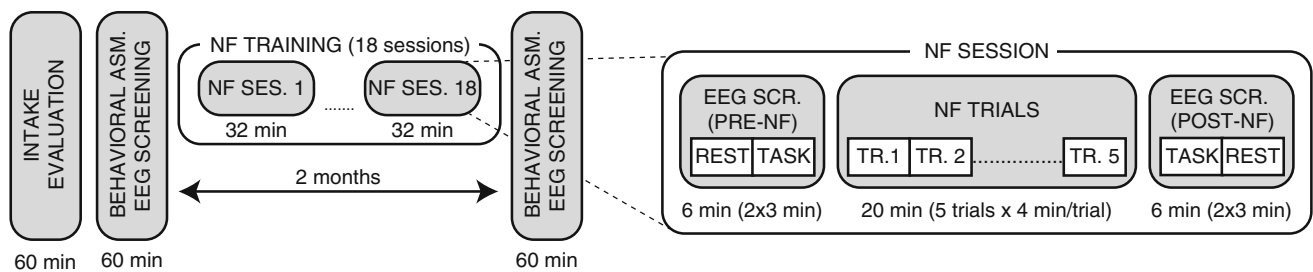 INTAKE
EVALUATION
60 min
BEHAVIORAL ASM.
EEG SCREENING
60 min
NF TRAINING (18 sessions)
NF SES. 1
........
NF SES. 18
32 min
32 min
2 months
BEHAVIORAL ASM.
EEG SCREENING
60 min
NF SESSION
EEG SCR.
(PRE-NF)
REST TASK
6 min (2x3 min)
NF TRIALS
TR.1 TR. 2.................TR. 5
20 min (5 trials x 4 min/trial)
EEG SCR.
(POST-NF)
TASK REST
6 min (2x3 min)